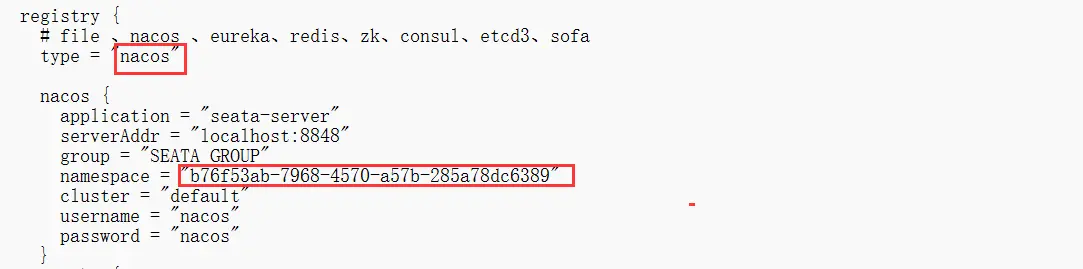 registry {
# file 、nacos 、eureka、redis、zk、consul、etcd3、sofa
type = "nacos"
nacos {
application = "seata-server"
serverAddr = "localhost:8848"
group = "SEATA_GROUP"
namespace = "b76f53ab-7968-4570-a57b-285a78dc6389"
cluster = "default"
username = "nacos"
password = "nacos"
}